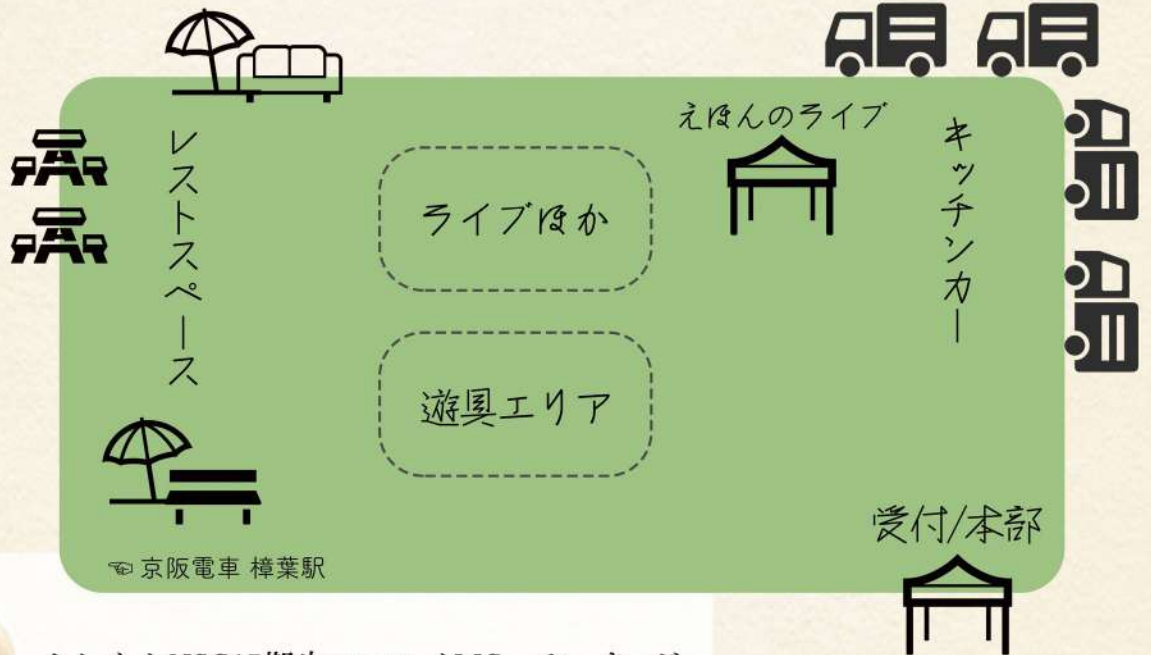 えほんのライブ
キッチンカー
レストスペース
ライブほか
遊具エリア
受付/本部
☜ 京阪電車 樟葉駅